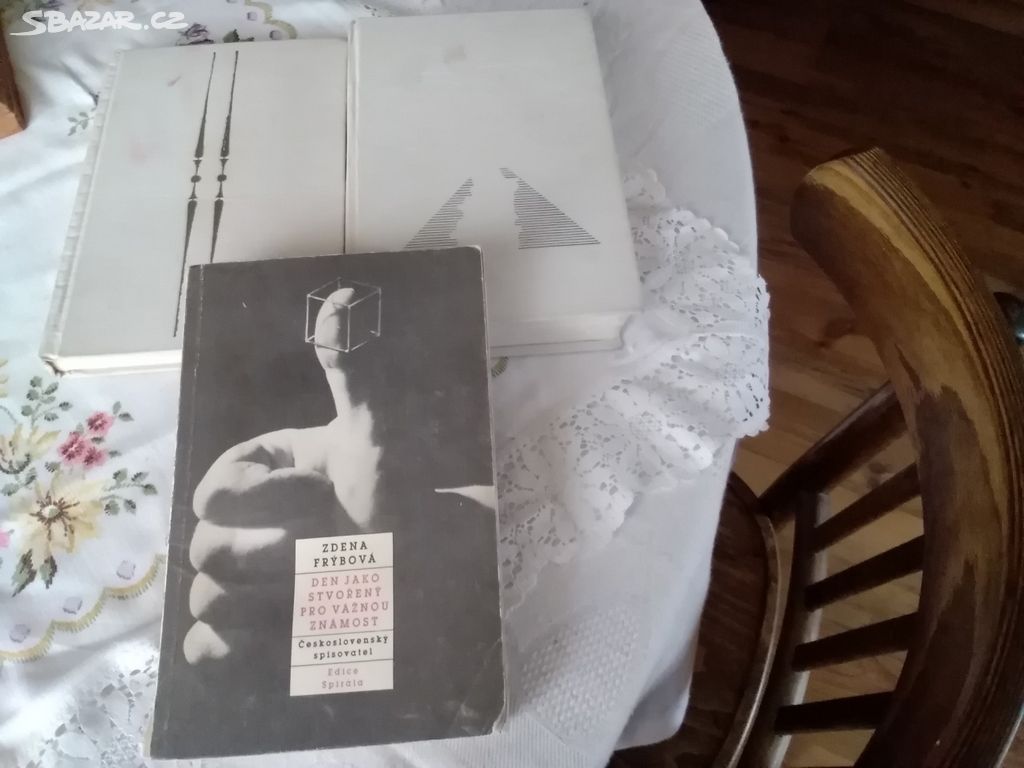 SBAZAR.CZ
ZDENA
FRÝBOVÁ
DEN JAKO
STVOŘENÝ
PRO VÁŽNOU
ZNÁMOST
Československý
spisovatel
Edice
Spirála